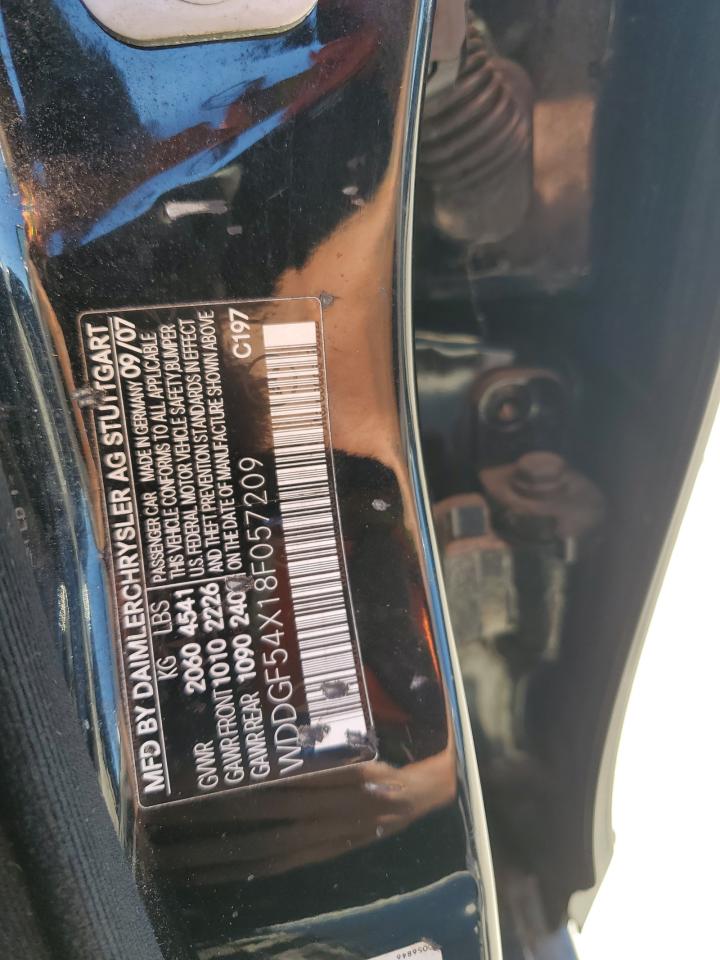 MFD BY DAIMLERCHRYSLER AG STUTTGART
PASSENGER CAR MADE IN GERMANY 09/07
THIS VEHICLE CONFORMS TO ALL APPLICABLE
U.S. FEDERAL MOTOR VEHICLE SAFETY BUMPER
AND THEFT PREVENTION STANDARDS IN EFFECT
ON THE DATE OF MANUFACTURE SHOWN ABOVE
KG LBS
GVWR 2060 4541
GAWR FRONT 1010 2226
GAWR REAR 1090
C197
WDDGF54X18F057209